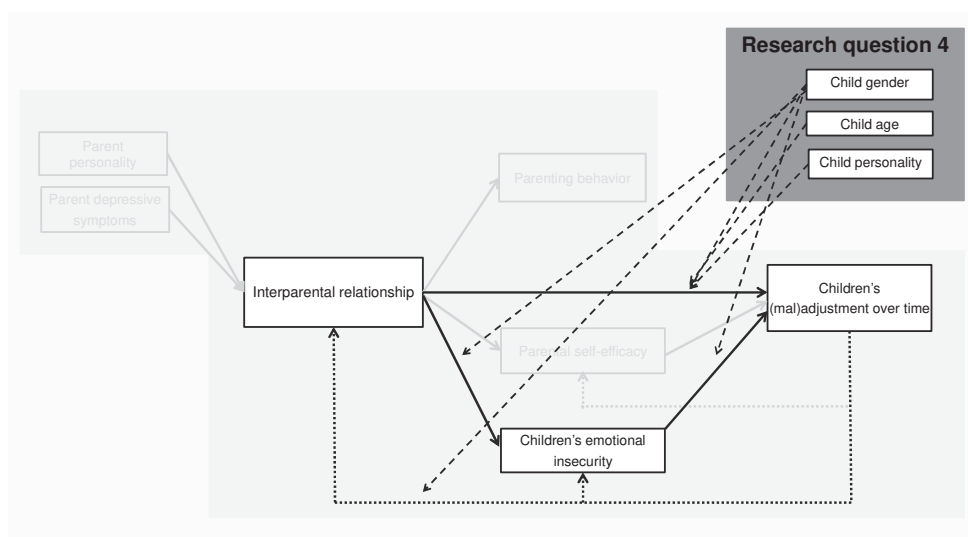 Research question 4
Child gender
Child age
Child personality
Parent
personality
Parent depressive
symptoms
Parenting behavior
Interparental relationship
Children's
(mal)adjustment over time
Parental self-efficacy
Children's emotional
insecurity